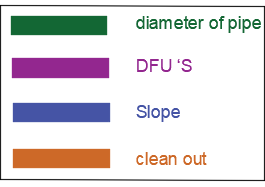 diameter of pipe
DFU ‘S
Slope
clean out